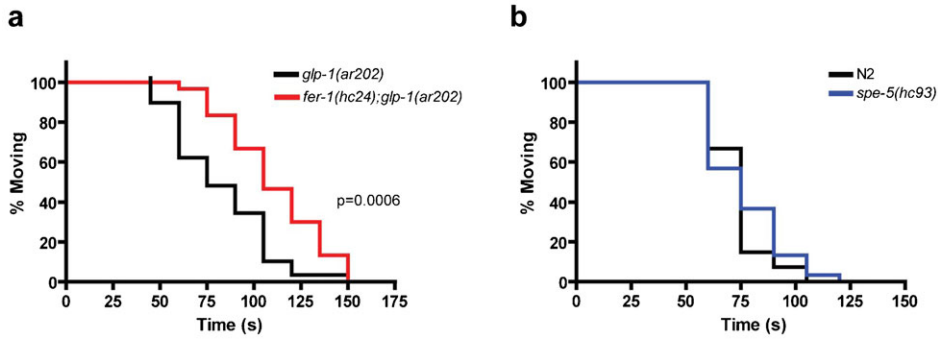 a
% Moving
100
80
60
40
20
0
0 25 50 75 100 125 150 175
Time (s)
glp-1(ar202)
fer-1(hc24);glp-1(ar202)
p=0.0006
b
% Moving
100
80
60
40
20
0
0 25 50 75 100 125 150
Time (s)
N2
spe-5(hc93)